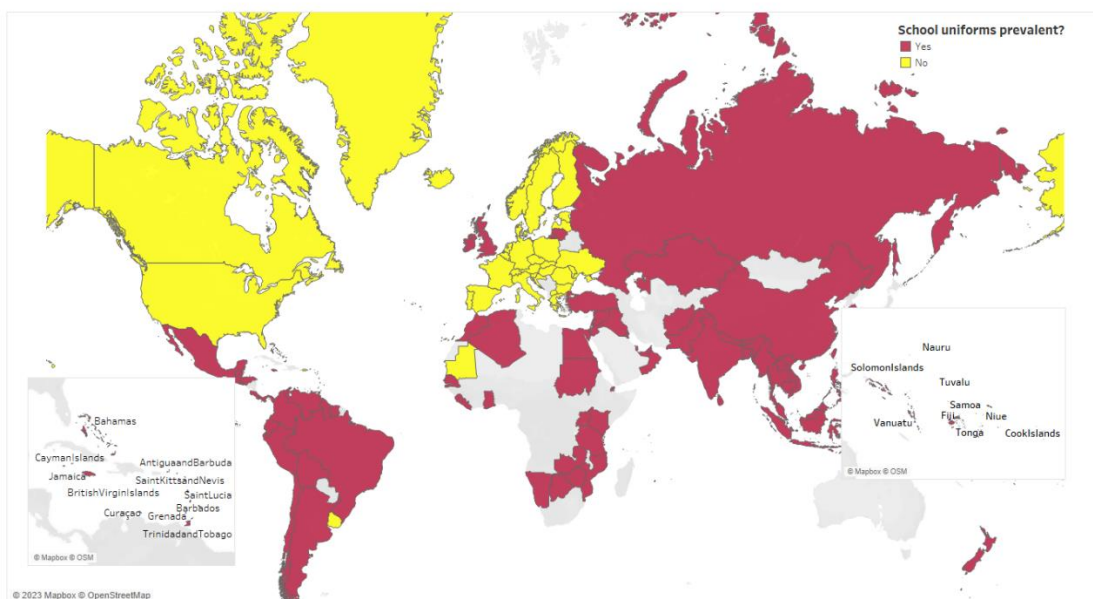 School uniforms prevalent?
Yes
No
Nauru
SolomonIslands
Tuvalu
Samoa
Fiji
Niue
Vanuatu
Tonga
CookIslands
© Mapbox © OSM
Bahamas
CaymanIslands
AntiguaandBarbuda
Jamaica
SaintKittsandNevis
BritishVirginIslands
SaintLucia
Barbados
Curaçao
Grenada
TrinidadandTobago
© Mapbox © OSM
© 2023 Mapbox © OpenStreetMap